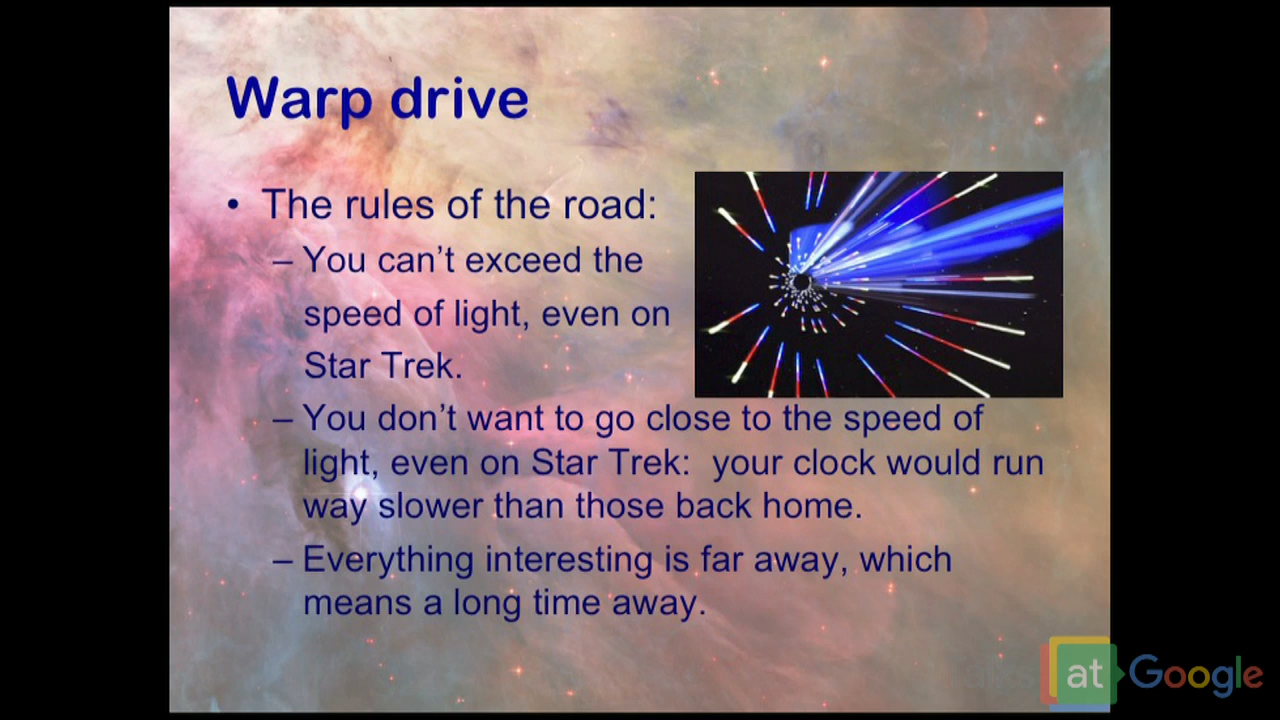 Warp drive
• The rules of the road:
– You can’t exceed the
speed of light, even on
Star Trek.
– You don’t want to go close to the speed of
light, even on Star Trek:  your clock would run
way slower than those back home.
– Everything interesting is far away, which
means a long time away.
at Google